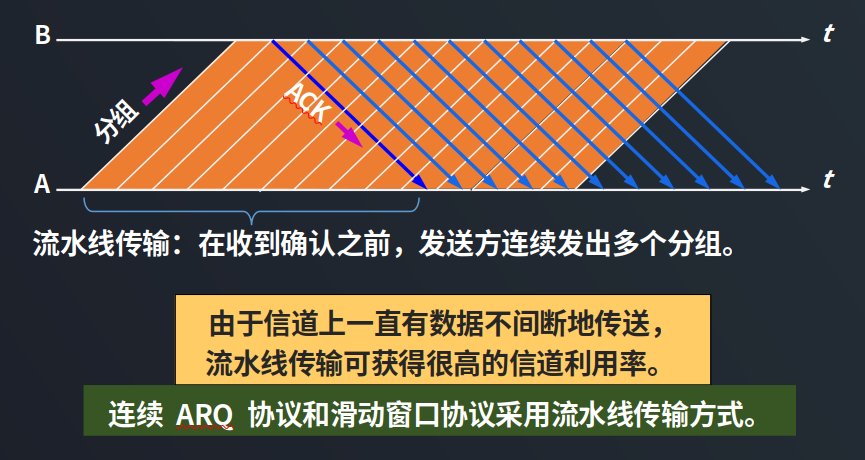 B
t
分组
ACK
A
t
流水线传输：在收到确认之前，发送方连续发出多个分组。
由于信道上一直有数据不间断地传送，
流水线传输可获得很高的信道利用率。
连续 ARQ 协议和滑动窗口协议采用流水线传输方式。